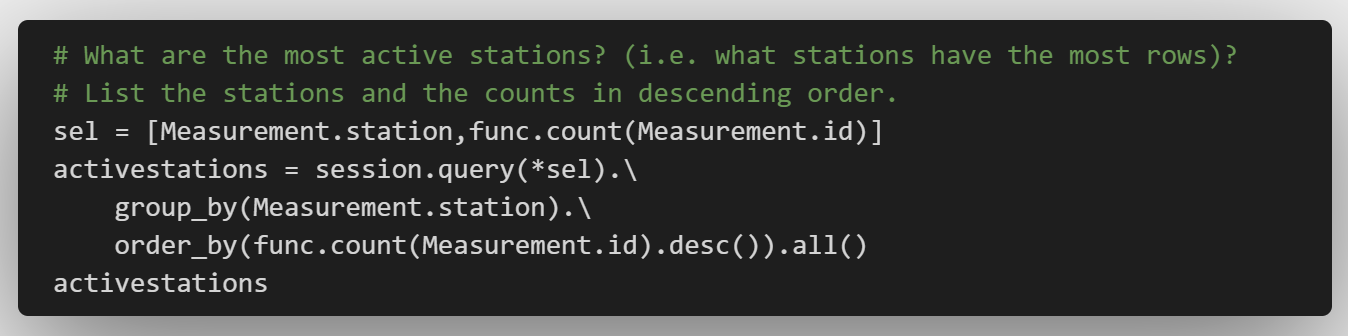 # What are the most active stations? (i.e. what stations have the most rows)?
# List the stations and the counts in descending order.
sel = [Measurement.station,func.count(Measurement.id)]
activestations = session.query(*sel).\
    group_by(Measurement.station).\
    order_by(func.count(Measurement.id).desc()).all()
activestations